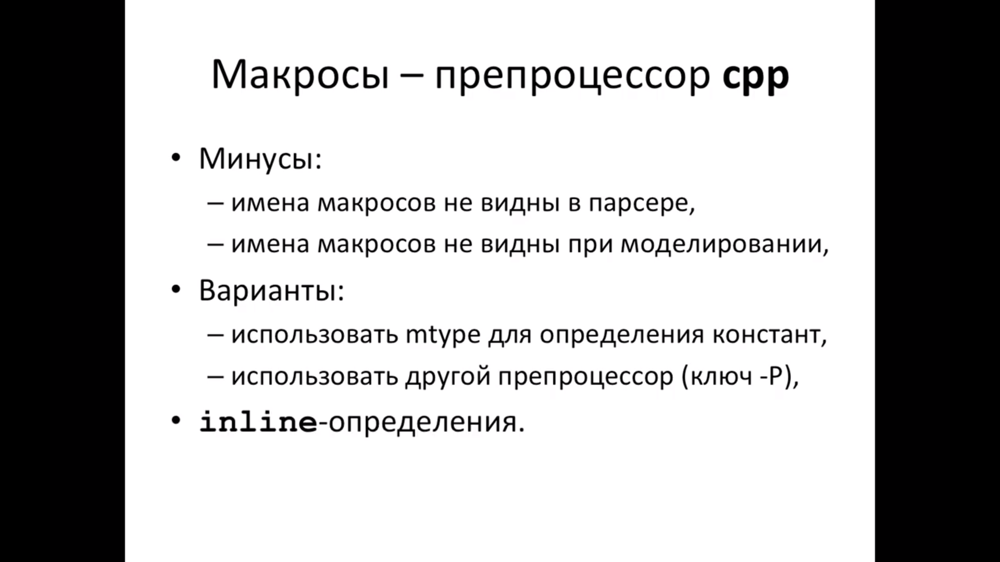 Макросы – препроцессор cpp
• Минусы:
– имена макросов не видны в парсере,
– имена макросов не видны при моделировании,
• Варианты:
– использовать mtype для определения констант,
– использовать другой препроцессор (ключ -P),
• inline-определения.